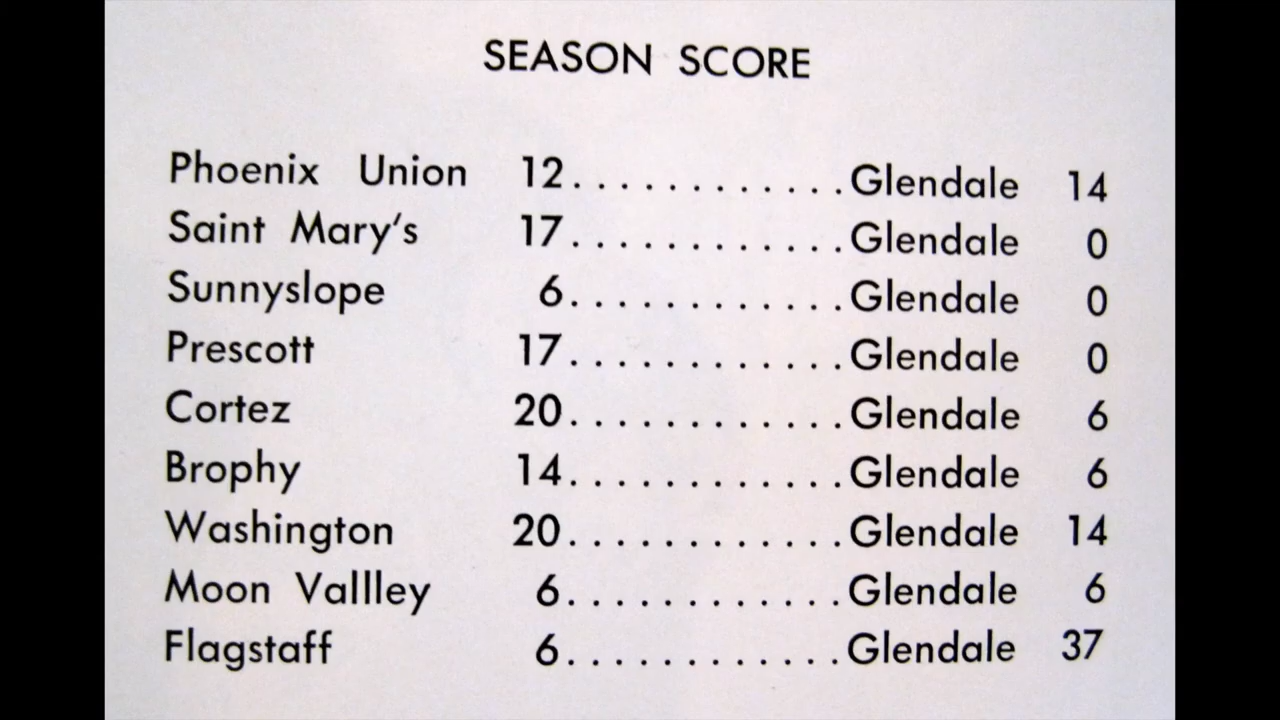 SEASON SCORE
Phoenix Union 12............Glendale 14
Saint Mary's 17............Glendale 0
Sunnyslope 6............Glendale 0
Prescott 17............Glendale 0
Cortez 20............Glendale 6
Brophy 14............Glendale 6
Washington 20............Glendale 14
Moon Vallley 6............Glendale 6
Flagstaff 6............Glendale 37